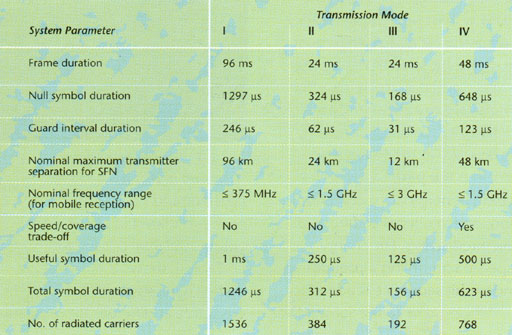 Transmission Mode
System Parameter I II III IV
Frame duration 96 ms 24 ms 24 ms 48 ms
Null symbol duration 1297 µs 324 µs 168 µs 648 µs
Guard interval duration 246 µs 62 µs 31 µs 123 µs
Nominal maximum transmitter 96 km 24 km 12 km 48 km
separation for SFN
Nominal frequency range ≤ 375 MHz ≤ 1.5 GHz ≤ 3 GHz ≤ 1.5 GHz
(for mobile reception)
Speed/coverage No No No Yes
trade-off
Useful symbol duration 1 ms 250 µs 125 µs 500 µs
Total symbol duration 1246 µs 312 µs 156 µs 623 µs
No. of radiated carriers 1536 384 192 768